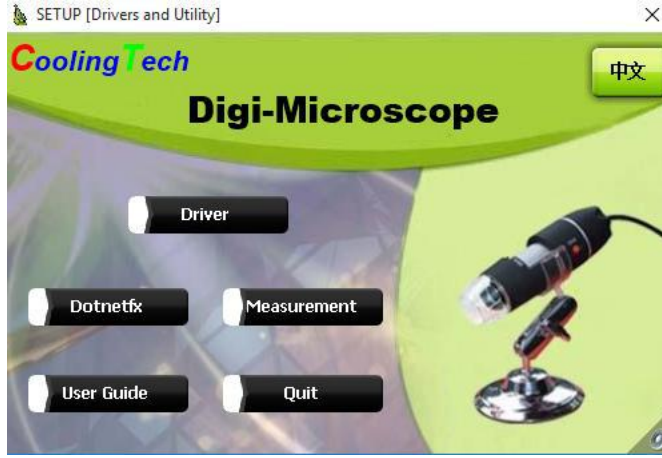 SETUP [Drivers and Utility]
CoolingTech
中文
Digi-Microscope
Driver
Dotnetfx
Measurement
User Guide
Quit